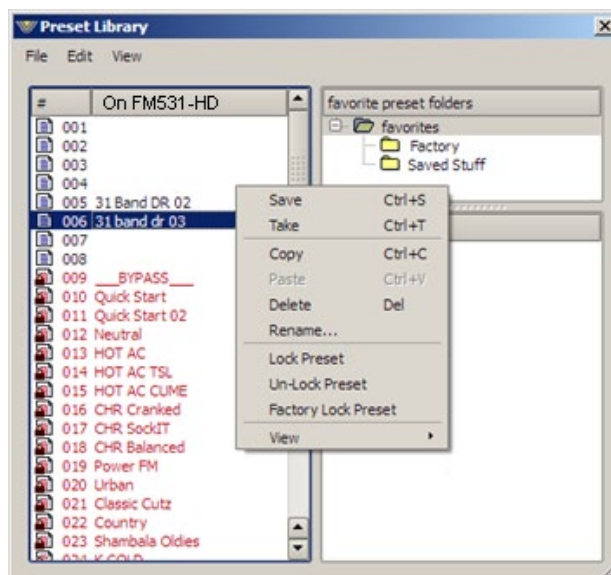 Preset Library
File Edit View
# On FM531-HD
001
002
003
004
005 31 Band DR 02
006 31 band dr 03
007
008
009 ___BYPASS___
010 Quick Start
011 Quick Start 02
012 Neutral
013 HOT AC
014 HOT AC TSL
015 HOT AC CUME
016 CHR Cranked
017 CHR SockIT
018 CHR Balanced
019 Power FM
020 Urban
021 Classic Cutz
022 Country
023 Shambala Oldies
024 K GOLD
favorite preset folders
favorites
Factory
Saved Stuff
Save Ctrl+S
Take Ctrl+T
Copy Ctrl+C
Paste Ctrl+V
Delete Del
Rename...
Lock Preset
Un-Lock Preset
Factory Lock Preset
View